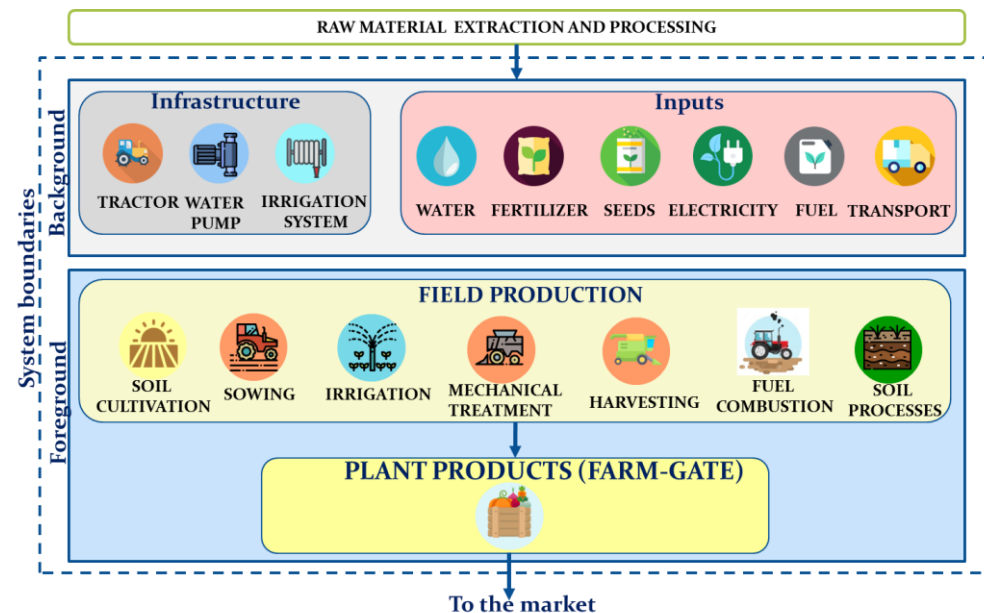 RAW MATERIAL EXTRACTION AND PROCESSING
System boundaries
Background
Infrastructure
TRACTOR
WATER
PUMP
IRRIGATION
SYSTEM
Inputs
WATER
FERTILIZER
SEEDS
ELECTRICITY
FUEL
TRANSPORT
Foreground
FIELD PRODUCTION
SOIL
CULTIVATION
SOWING
IRRIGATION
MECHANICAL
TREATMENT
HARVESTING
FUEL
COMBUSTION
SOIL
PROCESSES
PLANT PRODUCTS (FARM-GATE)
To the market